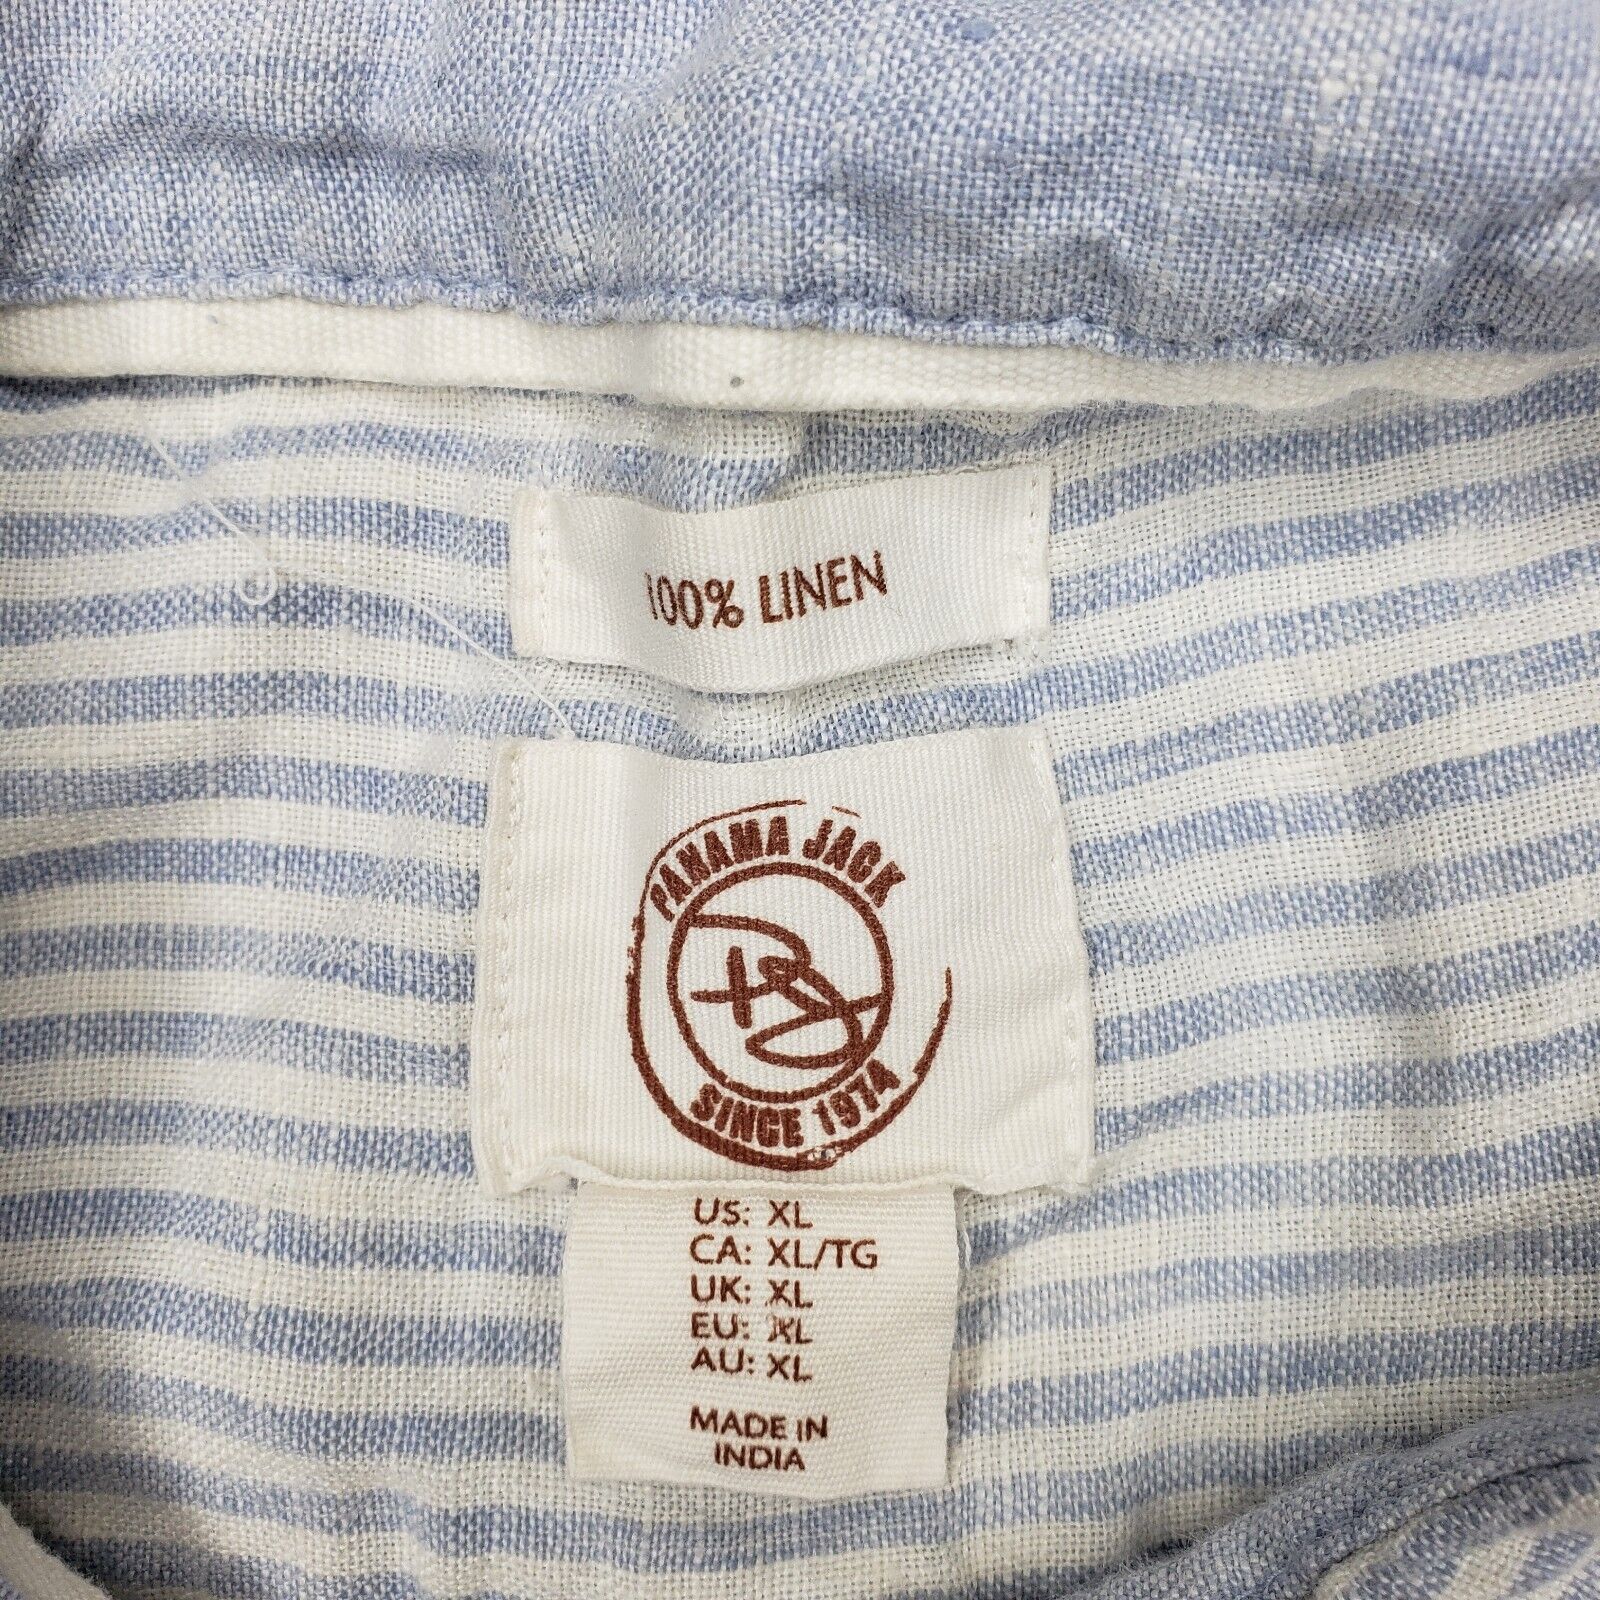 100% LINEN
PANAMA JACK
PJ
SINCE 1974
US: XL
CA: XL/TG
UK: XL
EU: XL
AU: XL
MADE IN
INDIA